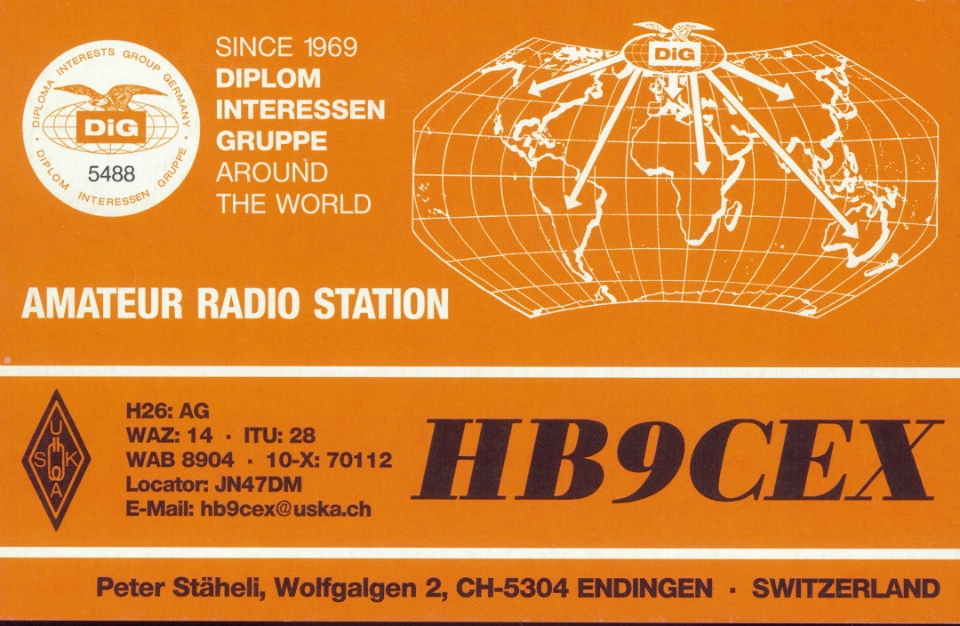 DIPLOMA INTERESTS GROUP GERMANY
DiG
5488
DIPLOM INTERESSEN GRUPPE
SINCE 1969
DIPLOM
INTERESSEN
GRUPPE
AROUND
THE WORLD
DiG
AMATEUR RADIO STATION
USKA
H26: AG
WAZ: 14 · ITU: 28
WAB 8904 · 10-X: 70112
Locator: JN47DM
E-Mail: hb9cex@uska.ch
HB9CEX
Peter Stäheli, Wolfgalgen 2, CH-5304 ENDINGEN · SWITZERLAND